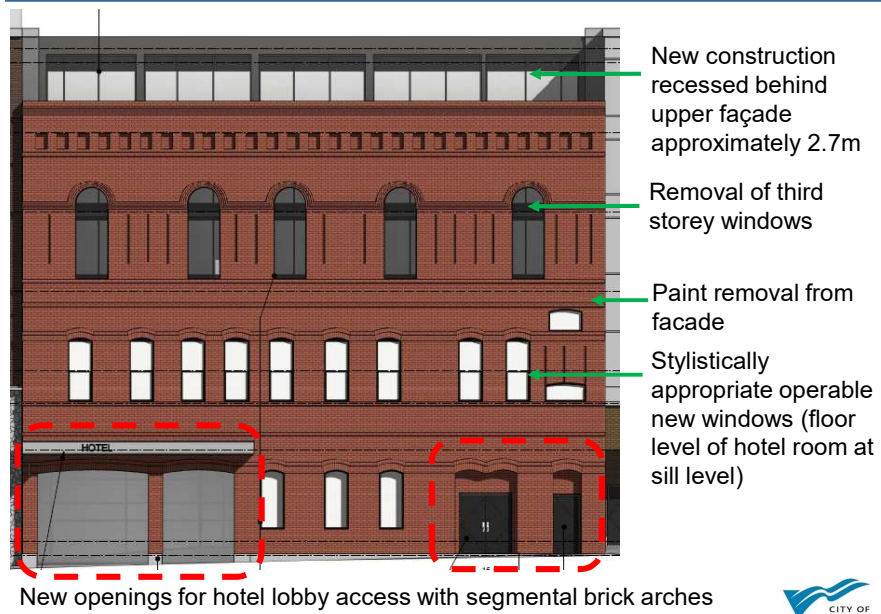 New construction
recessed behind
upper façade
approximately 2.7m
Removal of third
storey windows
Paint removal from
facade
Stylistically
appropriate operable
new windows (floor
level of hotel room at
sill level)
HOTEL
New openings for hotel lobby access with segmental brick arches
CITY OF